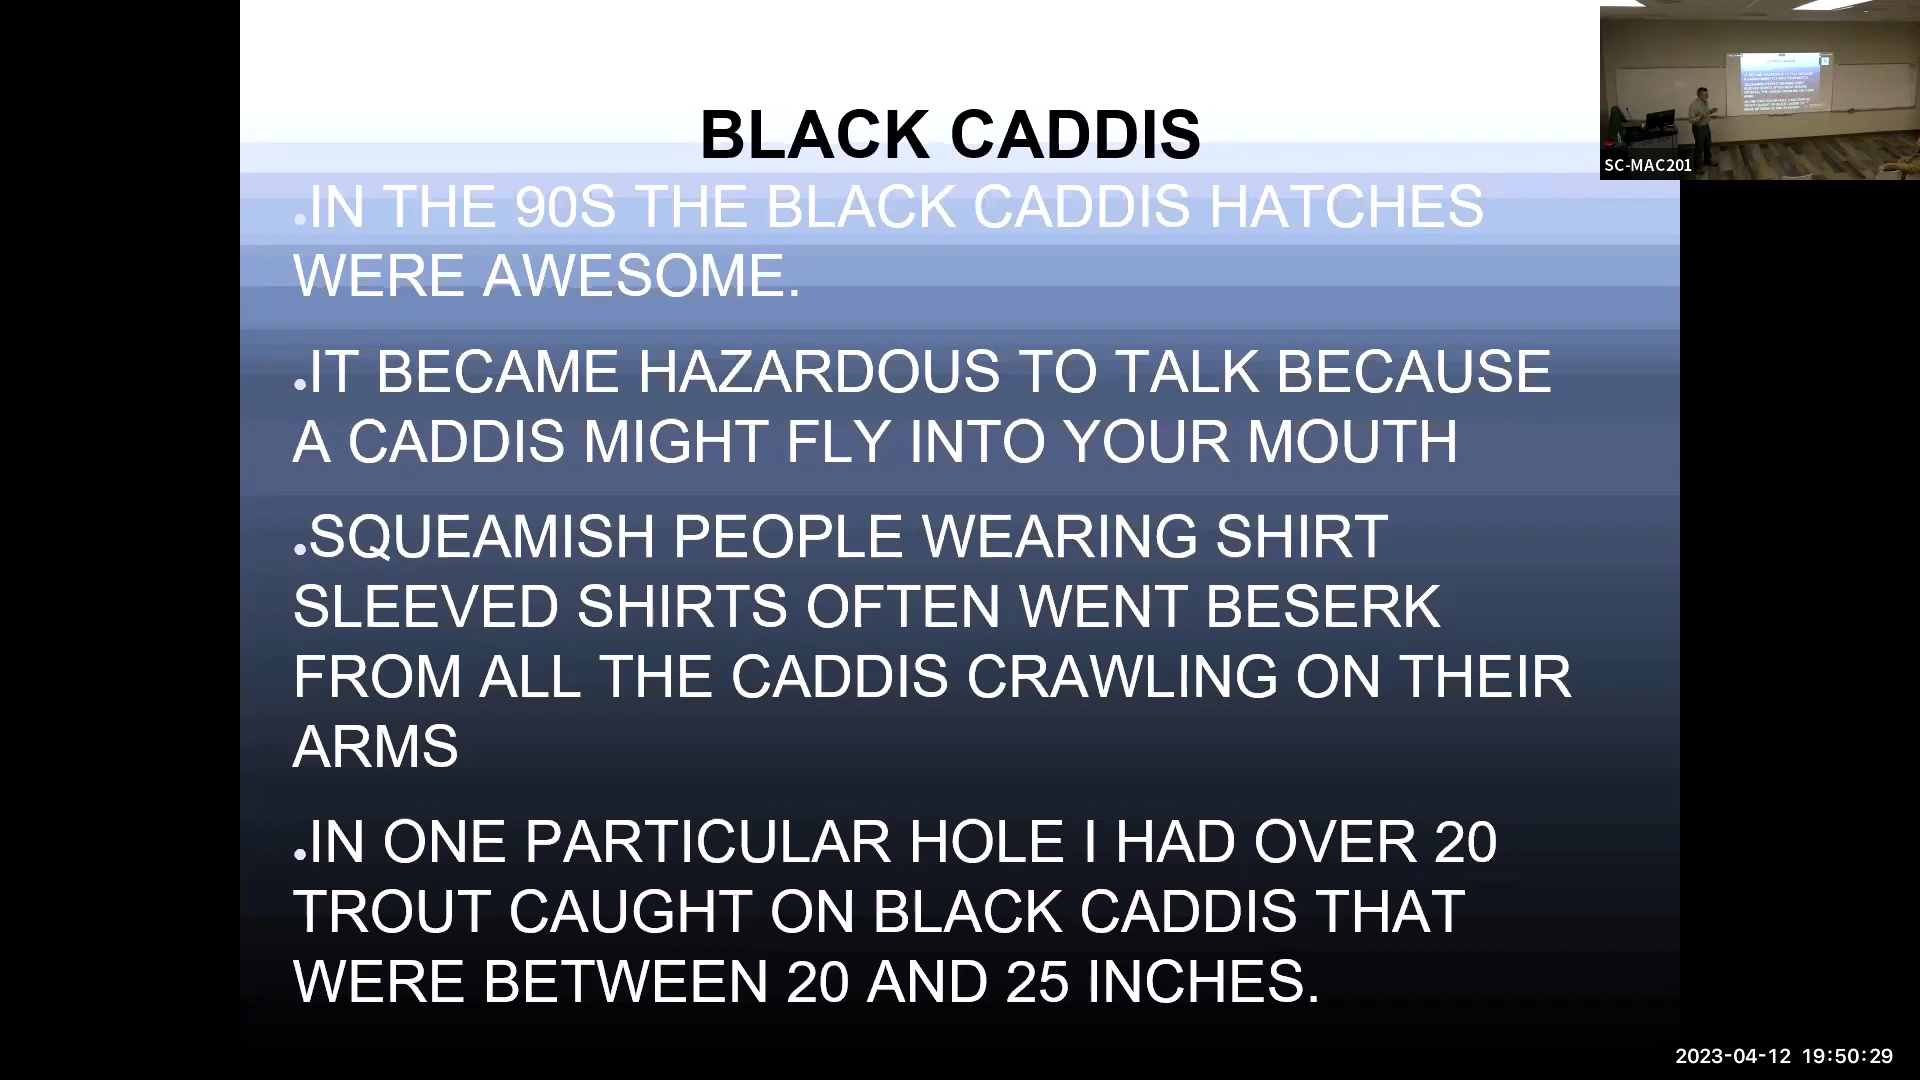 BLACK CADDIS
.IN THE 90S THE BLACK CADDIS HATCHES
WERE AWESOME.
.IT BECAME HAZARDOUS TO TALK BECAUSE
A CADDIS MIGHT FLY INTO YOUR MOUTH
.SQUEAMISH PEOPLE WEARING SHIRT
SLEEVED SHIRTS OFTEN WENT BESERK
FROM ALL THE CADDIS CRAWLING ON THEIR
ARMS
.IN ONE PARTICULAR HOLE I HAD OVER 20
TROUT CAUGHT ON BLACK CADDIS THAT
WERE BETWEEN 20 AND 25 INCHES.
SC-MAC201
2023-04-12 19:50:29